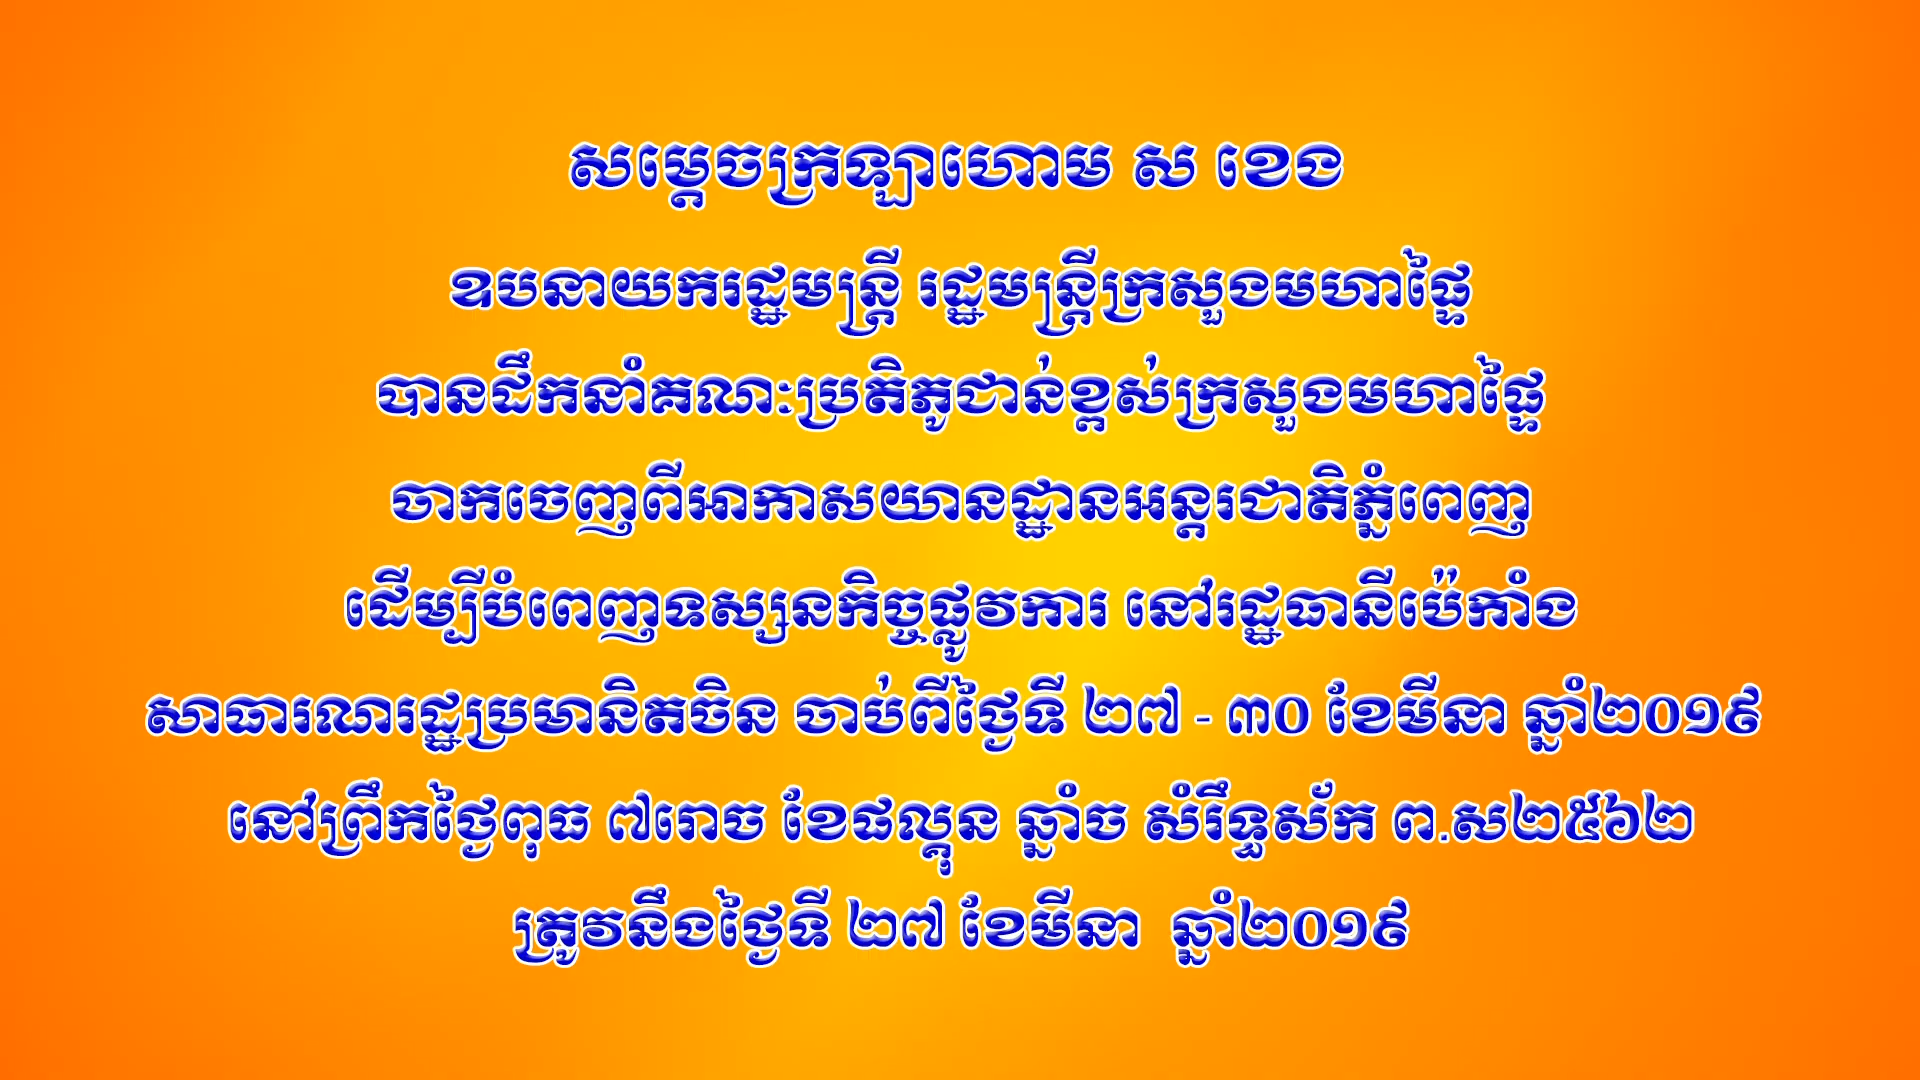 សម្ដេចក្រឡាហោម ស ខេង
ឧបនាយករដ្ឋមន្ត្រី រដ្ឋមន្ត្រីក្រសួងមហាផ្ទៃ
បានដឹកនាំគណៈប្រតិភូជាន់ខ្ពស់ក្រសួងមហាផ្ទៃ
ចាកចេញពីអាកាសយានដ្ឋានអន្តរជាតិភ្នំពេញ
ដើម្បីបំពេញទស្សនកិច្ចផ្លូវការ នៅរដ្ឋធានីប៉េកាំង
សាធារណរដ្ឋប្រមានិតចិន ចាប់ពីថ្ងៃទី ២៧ - ៣០ ខែមីនា ឆ្នាំ២០១៩
នៅព្រឹកថ្ងៃពុធ ៧រោច ខែផល្គុន ឆ្នាំច សំរឹទ្ធស័ក ព.ស២៥៦២
ត្រូវនឹងថ្ងៃទី ២៧ ខែមីនា ឆ្នាំ២០១៩